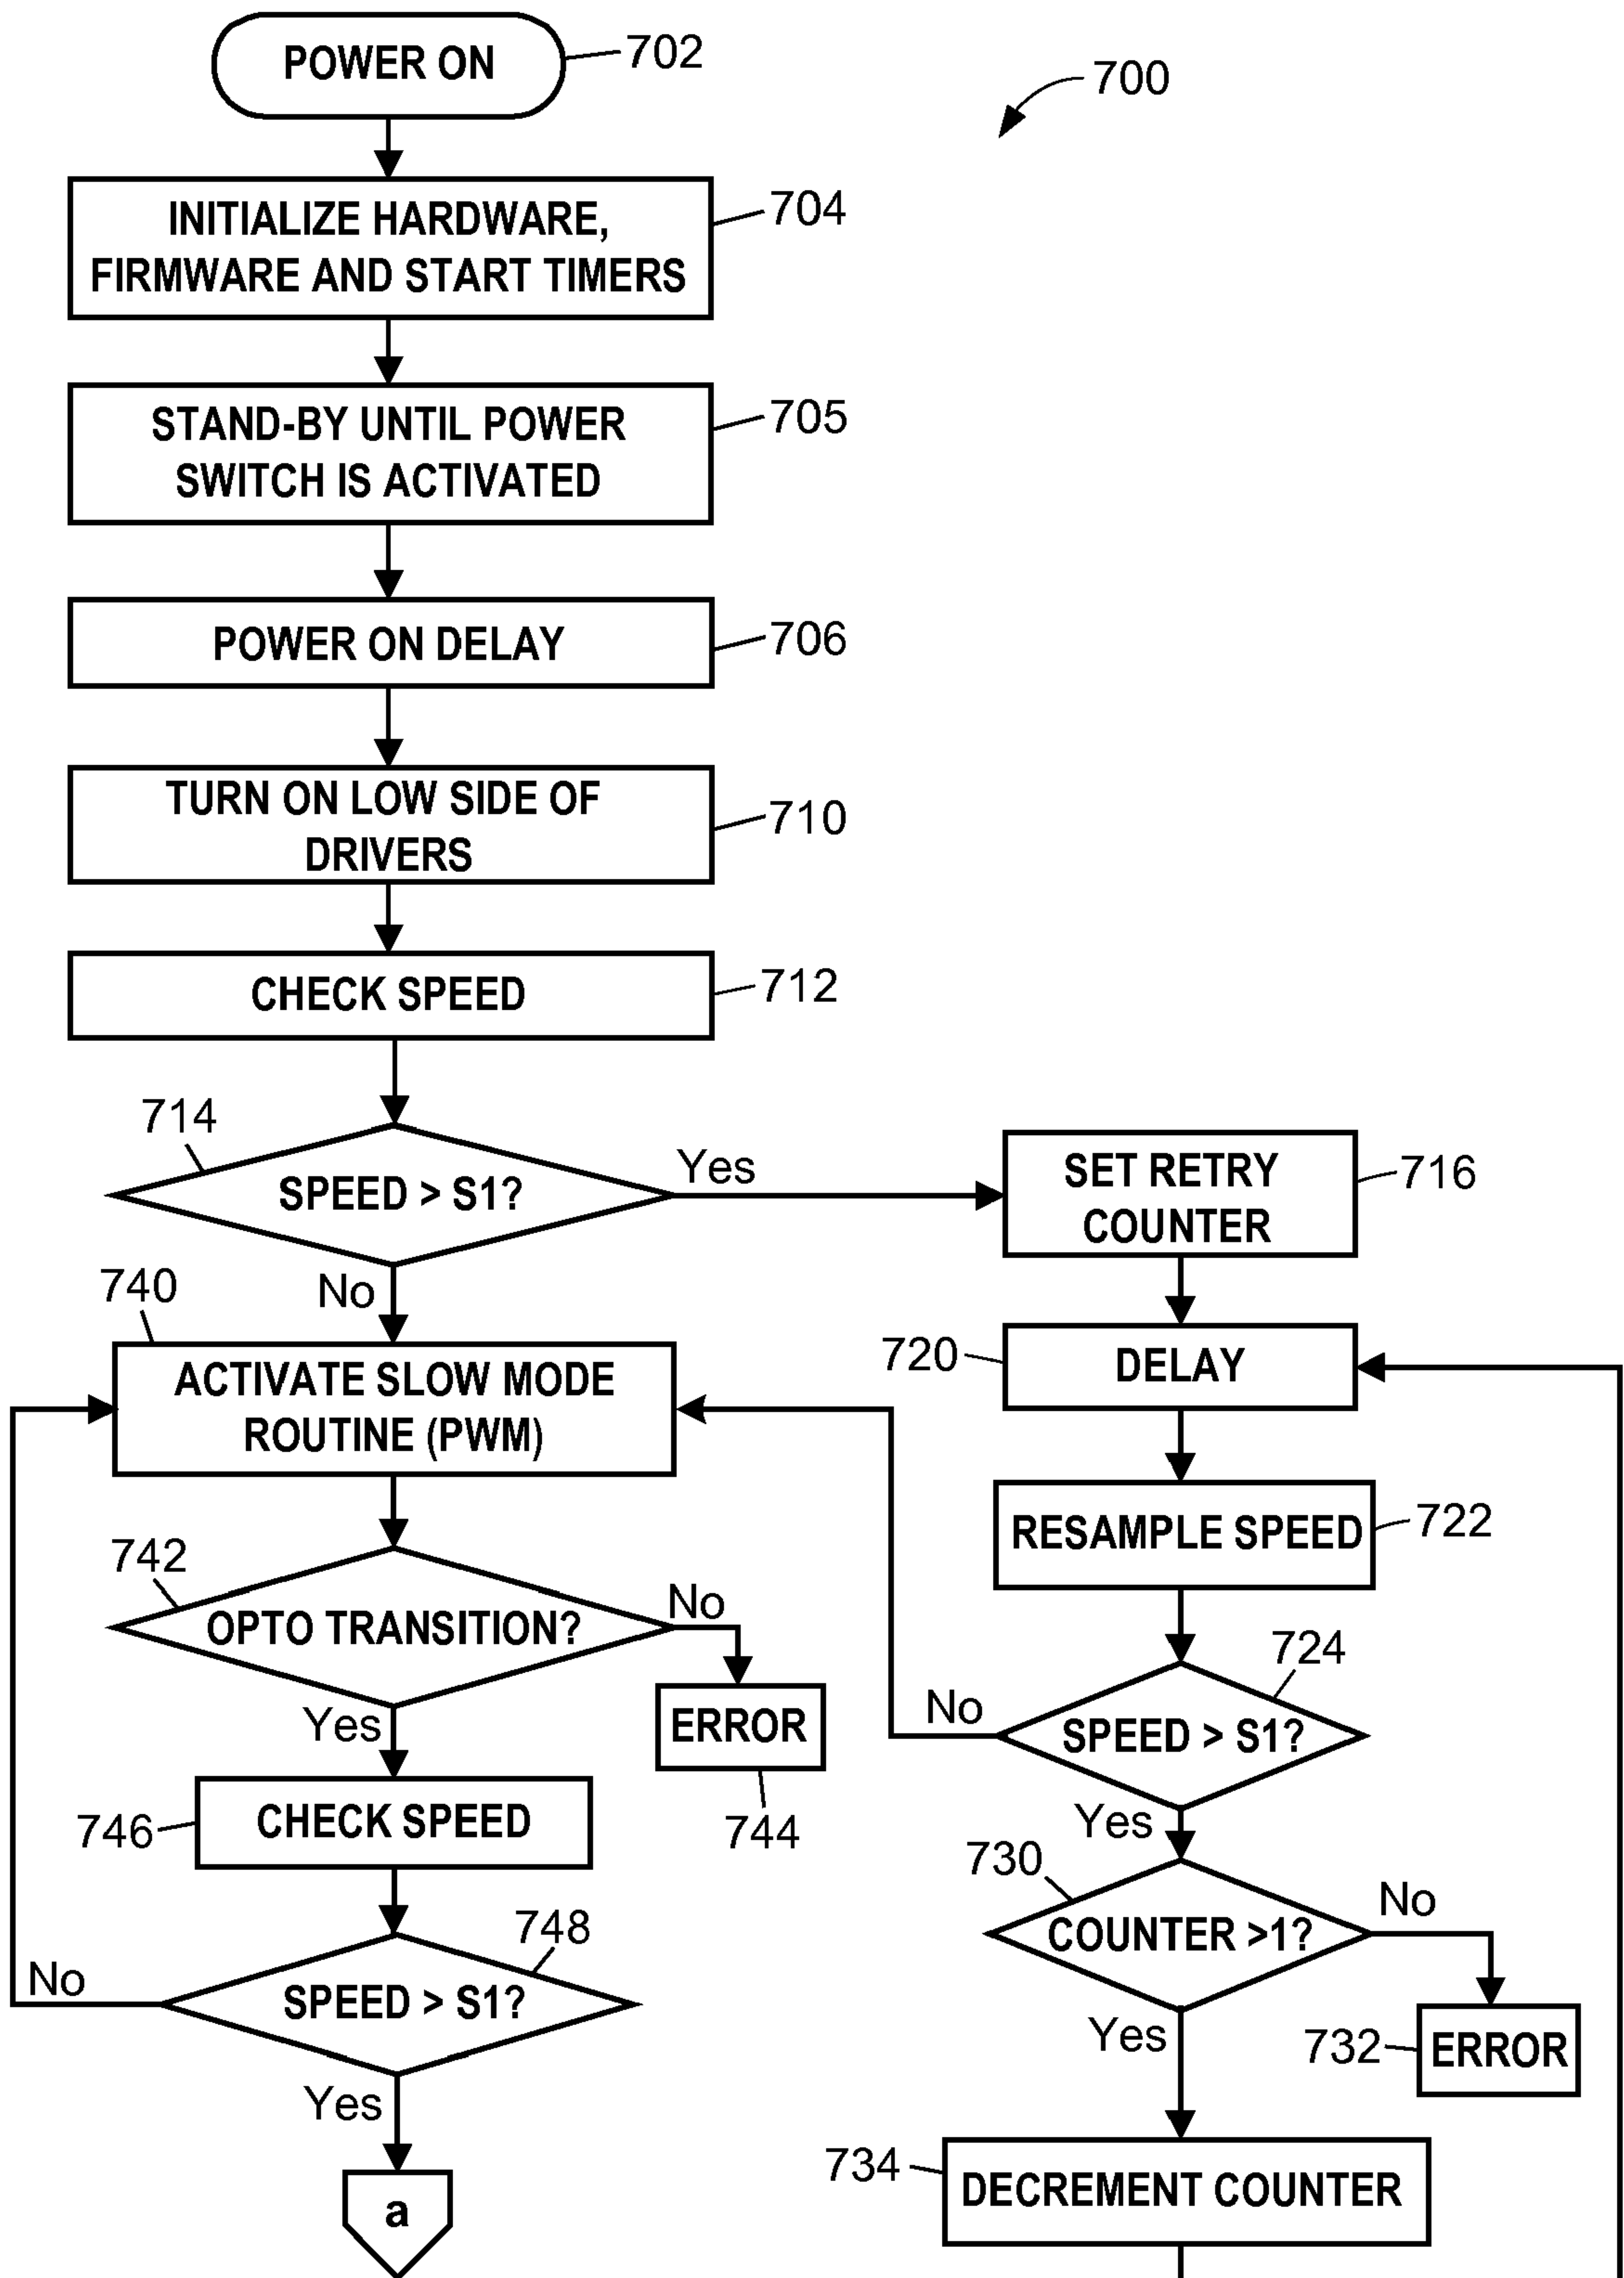 POWER ON
702
700
INITIALIZE HARDWARE,
FIRMWARE AND START TIMERS
704
STAND-BY UNTIL POWER
SWITCH IS ACTIVATED
705
POWER ON DELAY
706
TURN ON LOW SIDE OF
DRIVERS
710
CHECK SPEED
712
714
SPEED > S1?
Yes
No
SET RETRY
COUNTER
716
740
ACTIVATE SLOW MODE
ROUTINE (PWM)
720
DELAY
RESAMPLE SPEED
722
742
OPTO TRANSITION?
No
Yes
ERROR
744
724
SPEED > S1?
No
Yes
746
CHECK SPEED
730
COUNTER >1?
No
Yes
748
SPEED > S1?
No
Yes
732
ERROR
734
DECREMENT COUNTER
a